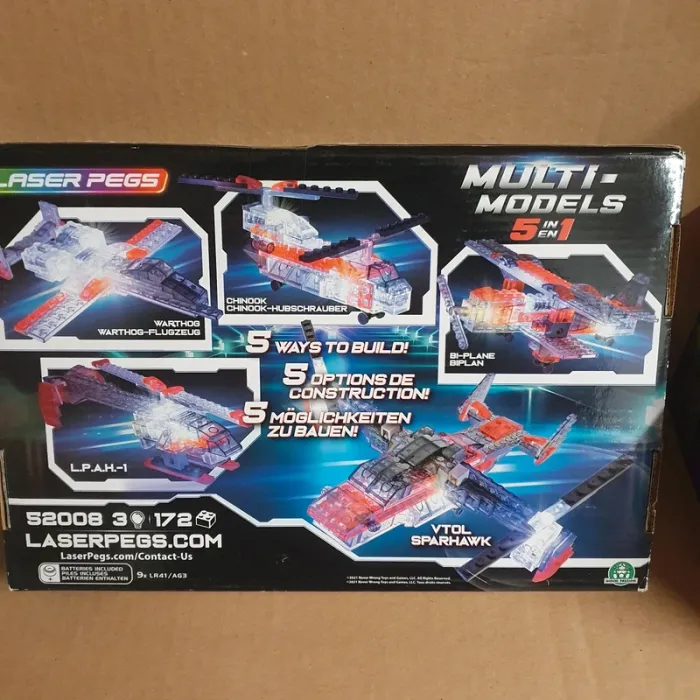 LASER PEGS
MULTI-
MODELS
5 IN EN 1
WARTHOG
WARTHOG-FLUGZEUG
CHINOOK
CHINOOK-HUBSCHRAUBER
BI-PLANE
BIPLAN
5 WAYS TO BUILD!
5 OPTIONS DE
CONSTRUCTION!
5 MÖGLICHKEITEN
ZU BAUEN!
L.P.A.H.-1
VTOL
SPARHAWK
52008 3 172
LASERPEGS.COM
LaserPegs.com/Contact-Us
BATTERIES INCLUDED
PILES INCLUSES
BATTERIEN ENTHALTEN
9x LR41/AG3